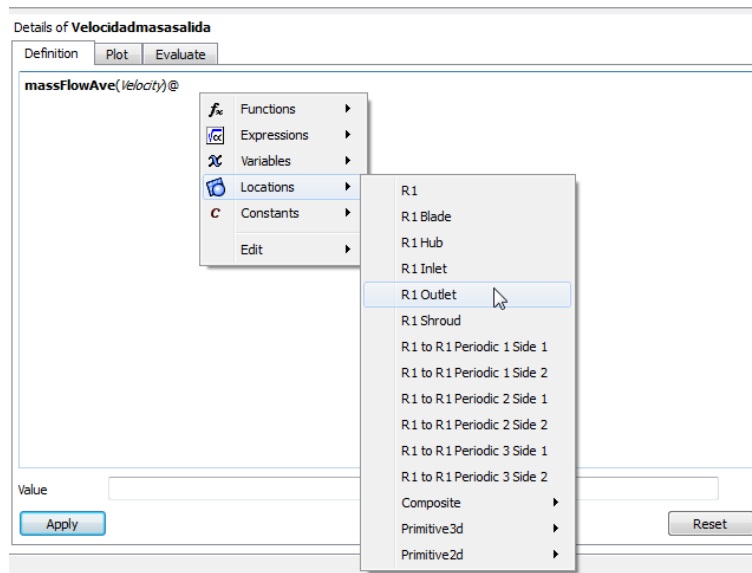 Details of Velocidadmasasalida
Definition Plot Evaluate
massFlowAve(Velocity)@
Functions
Expressions
Variables
Locations
Constants
Edit
R1
R1 Blade
R1 Hub
R1 Inlet
R1 Outlet
R1 Shroud
R1 to R1 Periodic 1 Side 1
R1 to R1 Periodic 1 Side 2
R1 to R1 Periodic 2 Side 1
R1 to R1 Periodic 2 Side 2
R1 to R1 Periodic 3 Side 1
R1 to R1 Periodic 3 Side 2
Composite
Primitive3d
Primitive2d
Value
Apply Reset